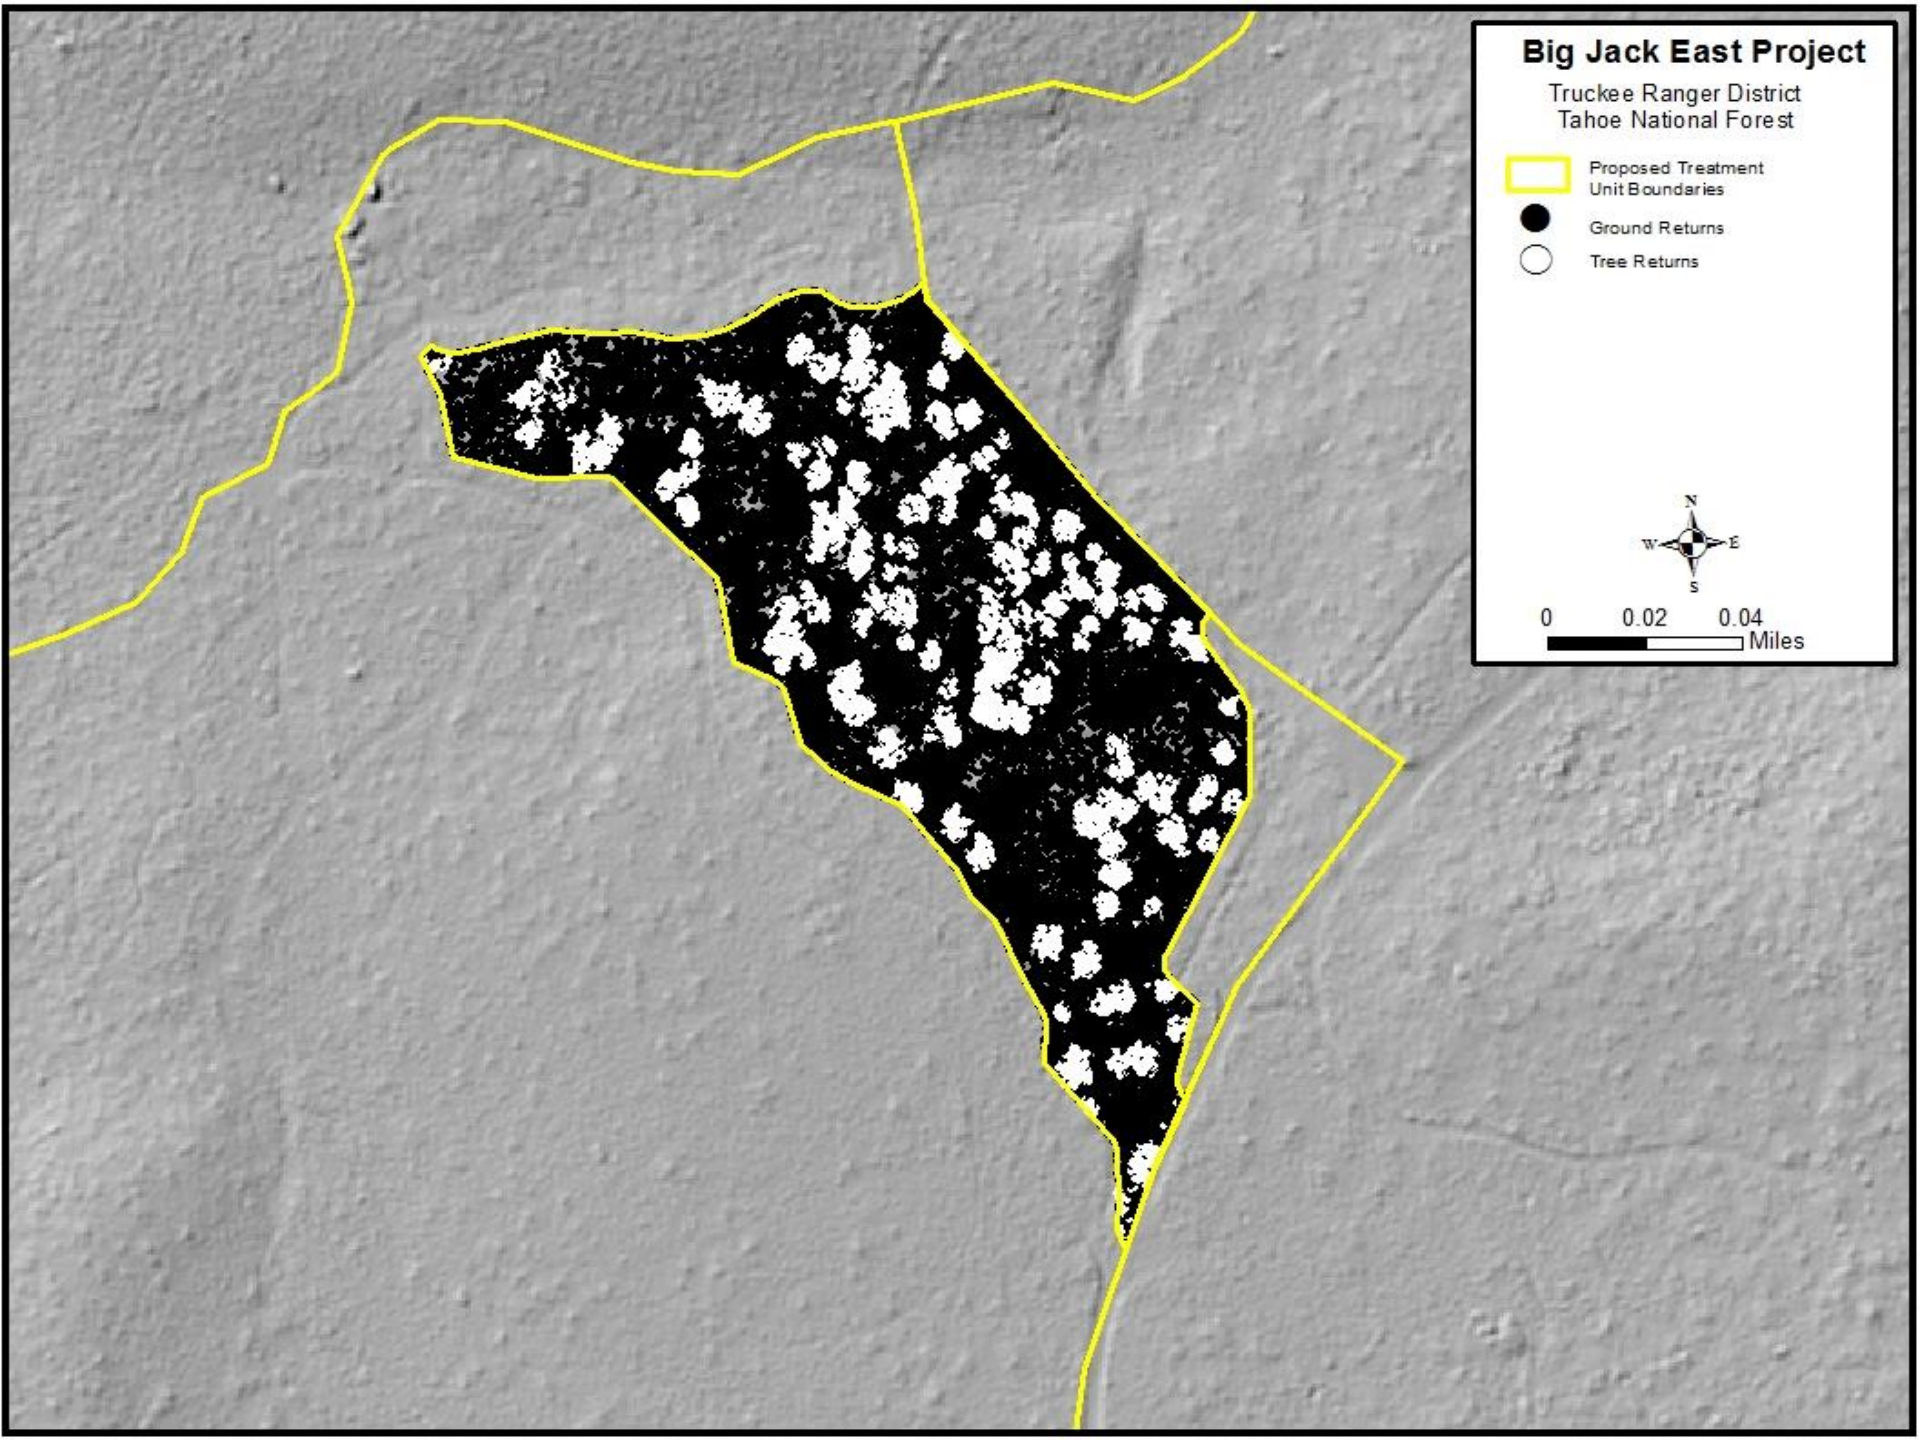 Big Jack East Project
Truckee Ranger District
Tahoe National Forest
Proposed Treatment
Unit Boundaries
Ground Returns
Tree Returns
N
W E
S
0 0.02 0.04
Miles